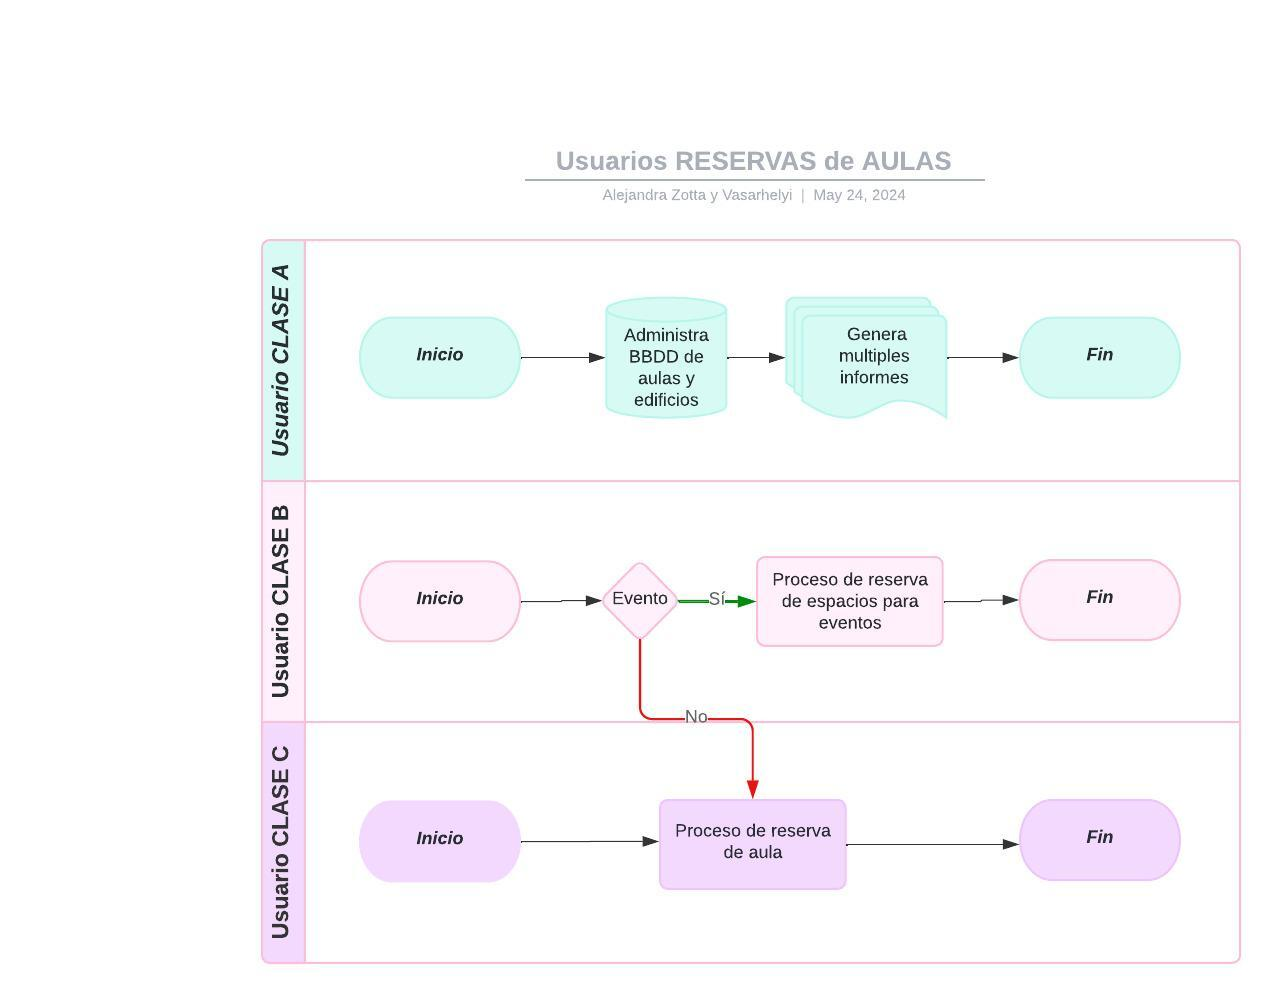 Usuarios RESERVAS de AULAS
Alejandra Zotta y Vasarhelyi | May 24, 2024
Usuario CLASE A
Inicio
Administra
BBDD de
aulas y
edificios
Genera
multiples
informes
Fin
Usuario CLASE B
Inicio
Evento
Sí
Proceso de reserva
de espacios para
eventos
Fin
No
Usuario CLASE C
Inicio
Proceso de reserva
de aula
Fin